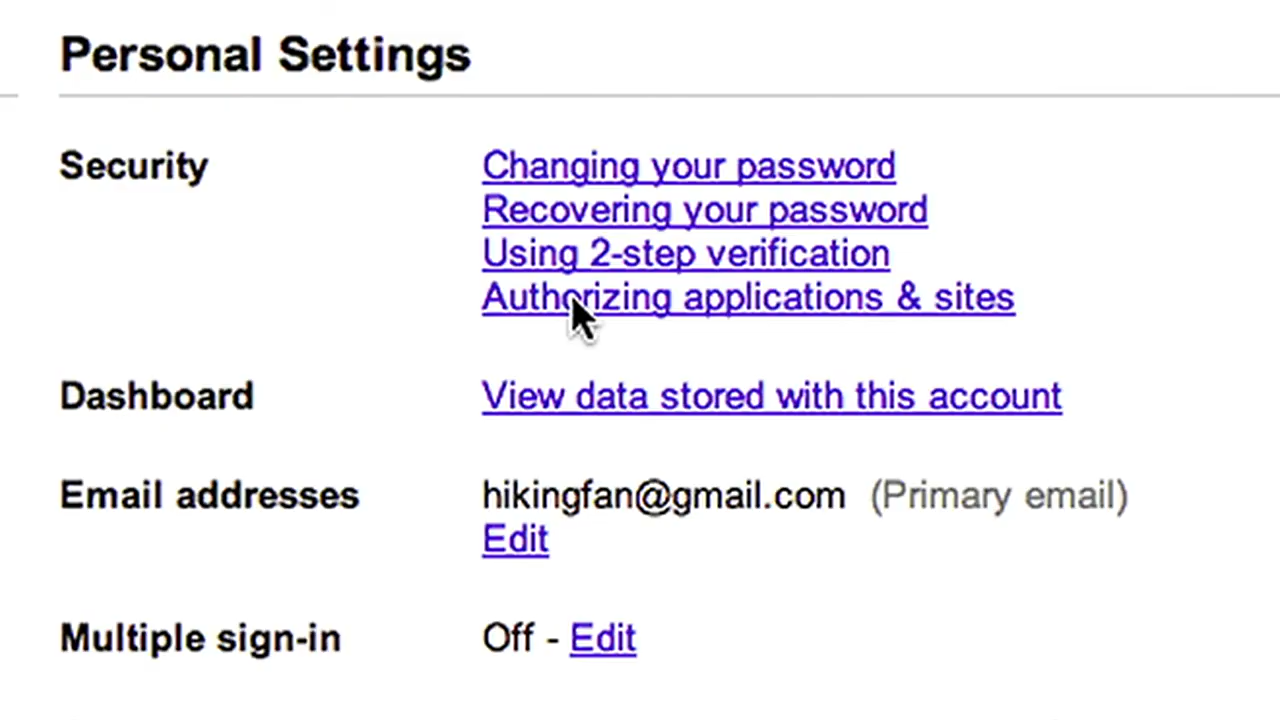 Personal Settings
Security
Changing your password
Recovering your password
Using 2-step verification
Authorizing applications & sites
Dashboard
View data stored with this account
Email addresses
hikingfan@gmail.com (Primary email)
Edit
Multiple sign-in
Off - Edit